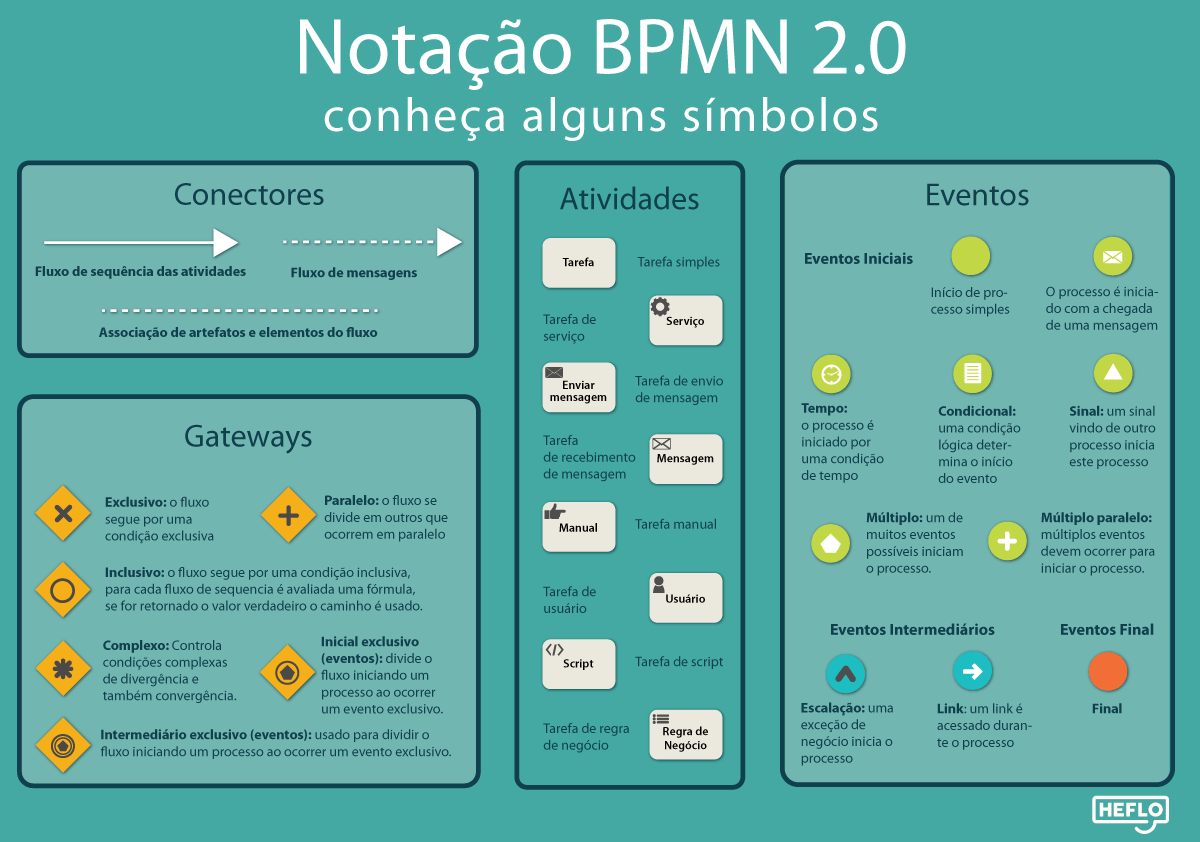 Notação BPMN 2.0
conheça alguns símbolos
Conectores
Fluxo de sequência das atividades
Fluxo de mensagens
Associação de artefatos e elementos do fluxo
Gateways
Exclusivo: o fluxo
segue por uma
condição exclusiva
Paralelo: o fluxo se
divide em outros que
ocorrem em paralelo
Inclusivo: o fluxo segue por uma condição inclusiva,
para cada fluxo de sequencia é avaliada uma fórmula,
se for retornado o valor verdadeiro o caminho é usado.
Complexo: Controla
condições complexas
de divergência e
também convergência.
Inicial exclusivo
(eventos): divide o
fluxo iniciando um
processo ao ocorrer
um evento exclusivo.
Intermediário exclusivo (eventos): usado para dividir o
fluxo iniciando um processo ao ocorrer um evento exclusivo.
Atividades
Tarefa
Tarefa simples
Tarefa de
serviço
Serviço
Enviar
mensagem
Tarefa de envio
de mensagem
Tarefa
de recebimento
de mensagem
Mensagem
Manual
Tarefa manual
Tarefa de
usuário
Usuário
Script
Tarefa de script
Tarefa de regra
de negócio
Regra de
Negócio
Eventos
Eventos Iniciais
Início de pro-
cesso simples
O processo é inicia-
do com a chegada
de uma mensagem
Tempo:
o processo é
iniciado por
uma condição
de tempo
Condicional:
uma condição
lógica deter-
mina o início
do evento
Sinal: um sinal
vindo de outro
processo inicia
este processo
Múltiplo: um de
muitos eventos
possíveis iniciam
o processo.
Múltiplo paralelo:
múltiplos eventos
devem ocorrer para
iniciar o processo.
Eventos Intermediários
Escalação: uma
exceção de
negócio inicia o
processo
Link: um link é
acessado duran-
te o processo
Eventos Final
Final
HEFLO